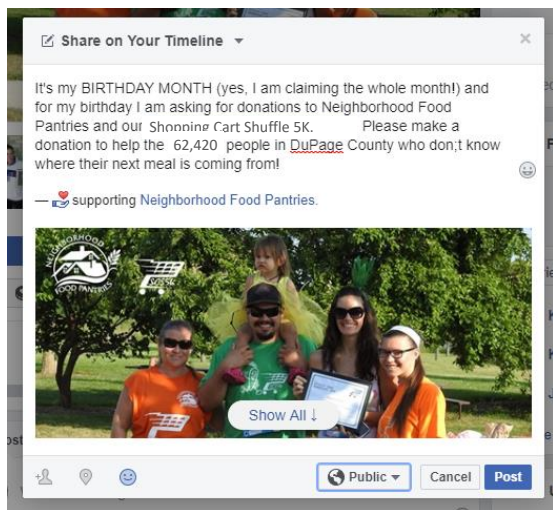 Share on Your Timeline
It's my BIRTHDAY MONTH (yes, I am claiming the whole month!) and
for my birthday I am asking for donations to Neighborhood Food
Pantries and our Shopping Cart Shuffle 5K. Please make a
donation to help the 62,420 people in DuPage County who don;t know
where their next meal is coming from!
— supporting Neighborhood Food Pantries.
NEIGHBORHOOD
FOOD PANTRIES
Show All ↓
Public
Cancel
Post